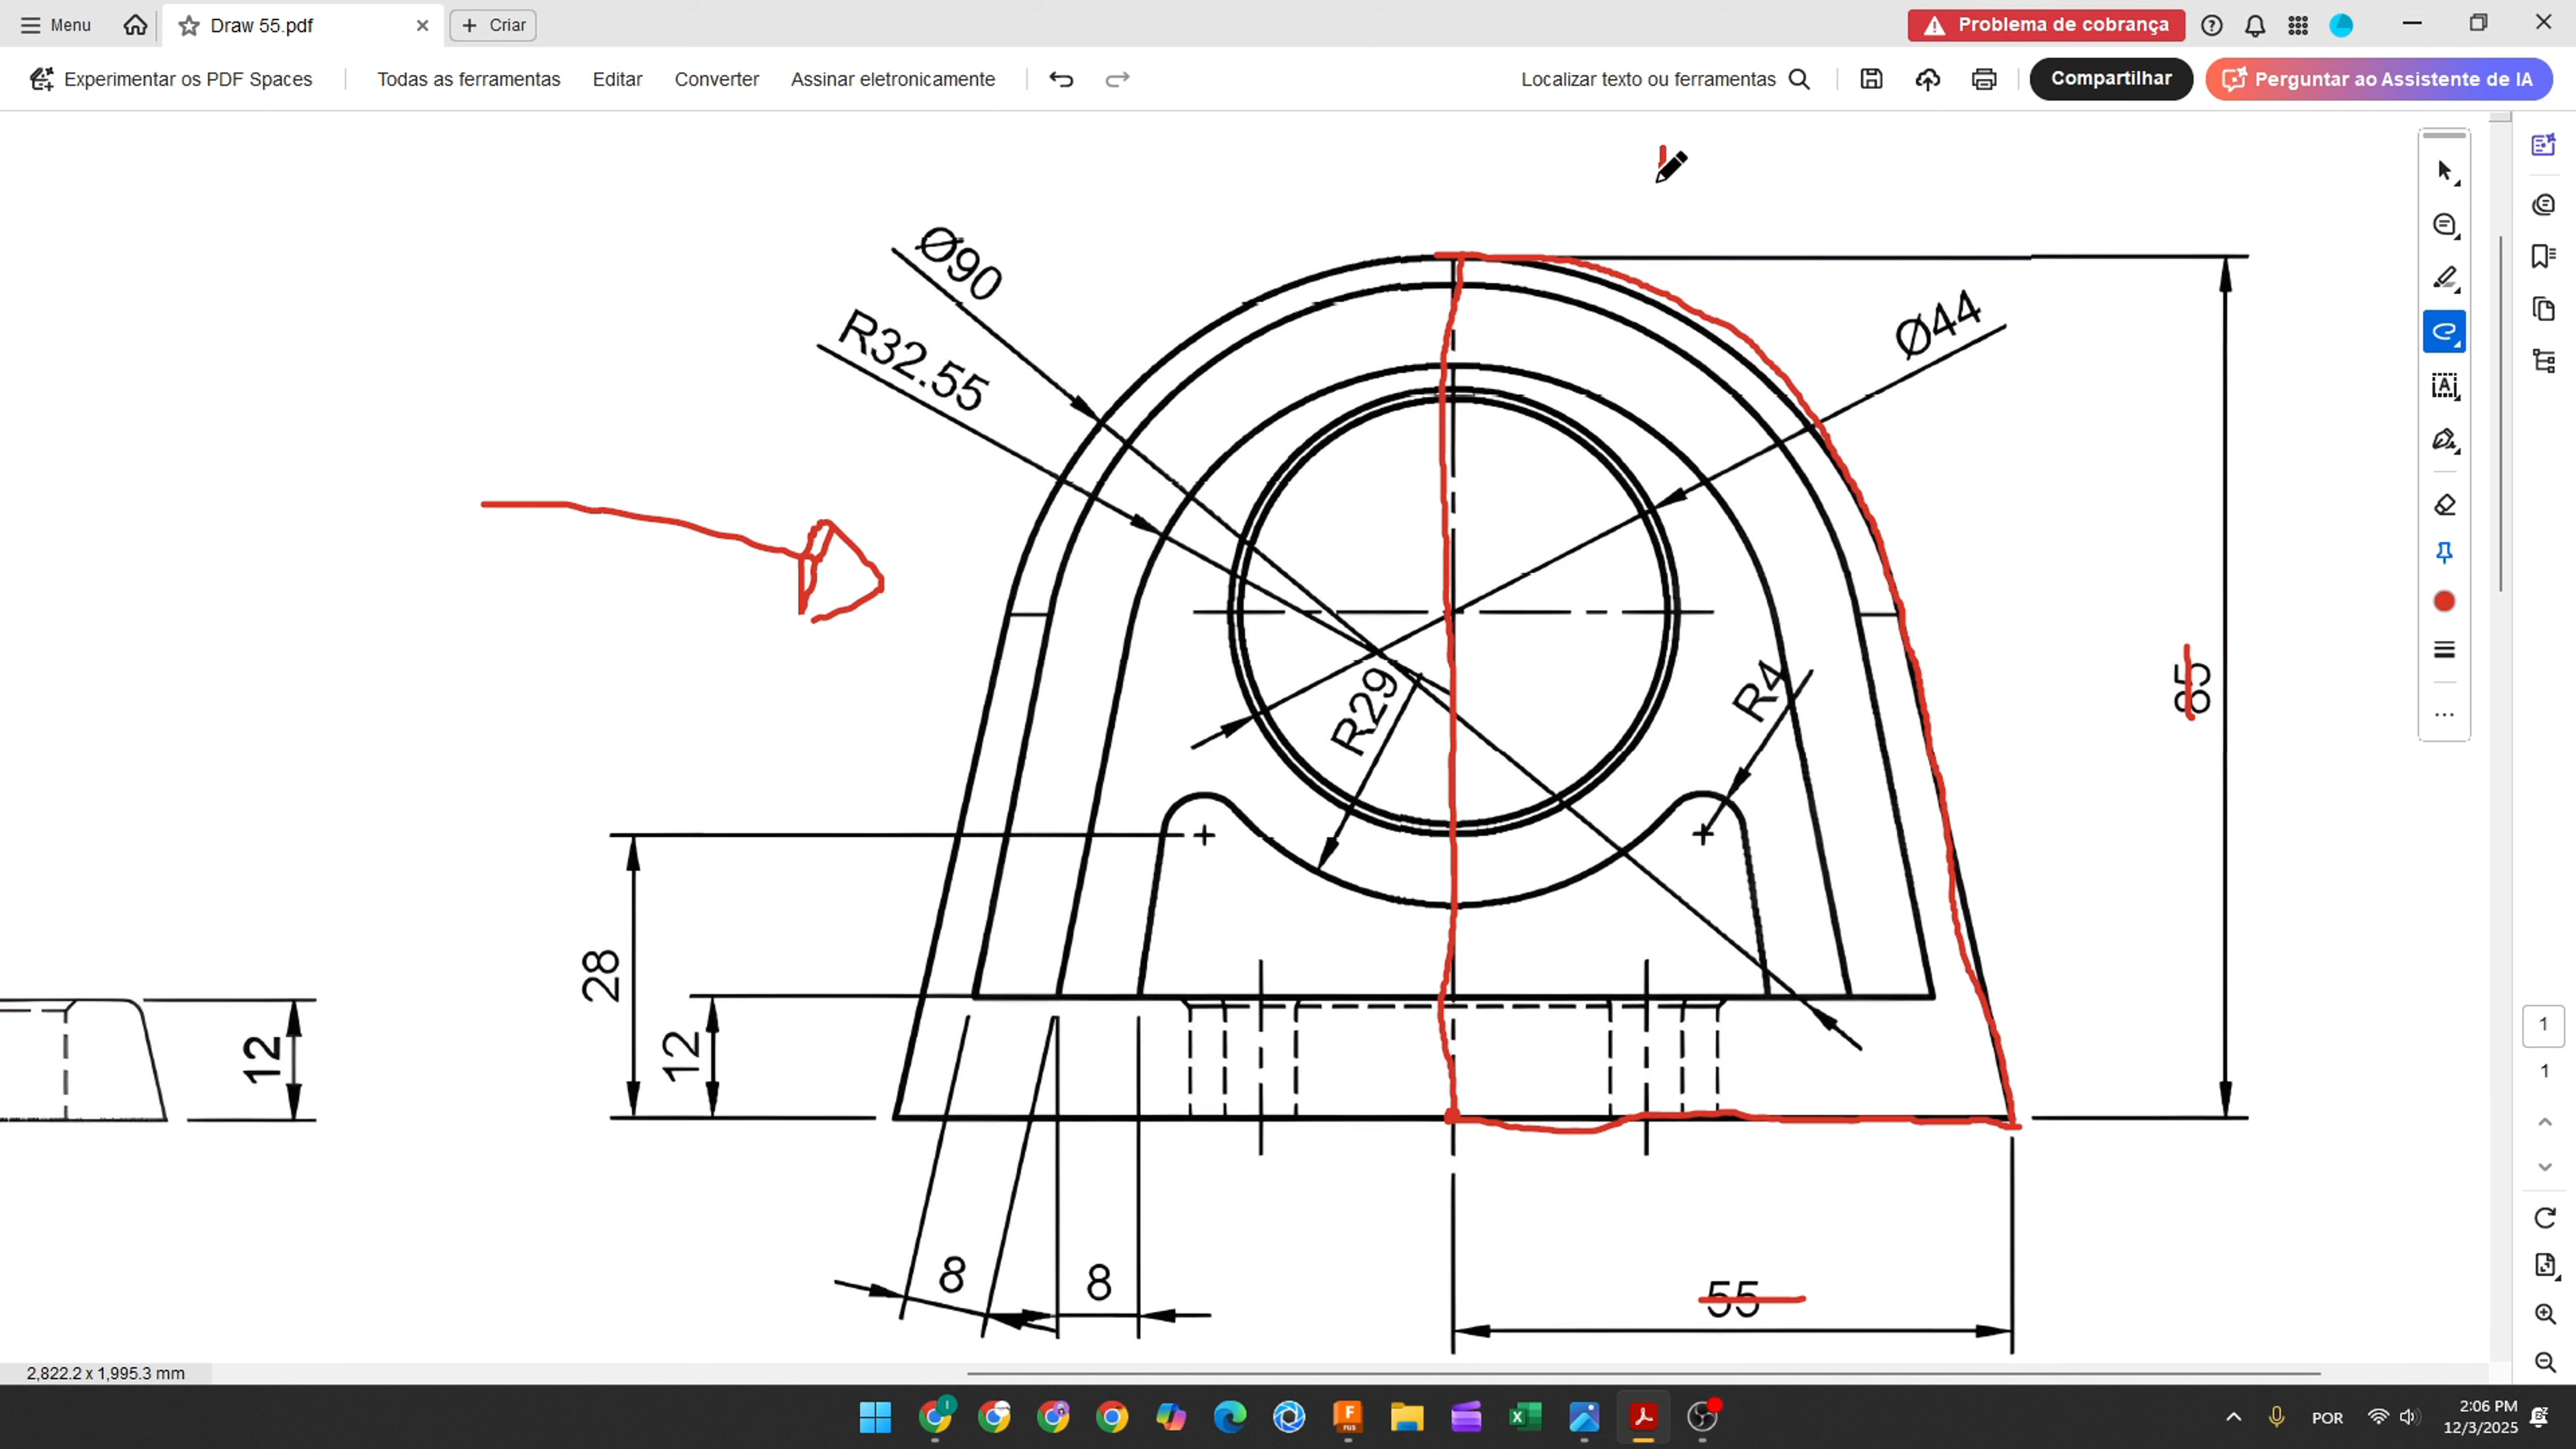 Menu
Draw 55.pdf
Criar
Problema de cobrança
Experimentar os PDF Spaces
Todas as ferramentas
Editar
Converter
Assinar eletronicamente
Localizar texto ou ferramentas
Compartilhar
Perguntar ao Assistente de IA
Ø90
R32.55
Ø44
R29
R4
85
28
12
12
8
8
55
1
1
2,822.2 x 1,995.3 mm
POR
2:06 PM
12/3/2025